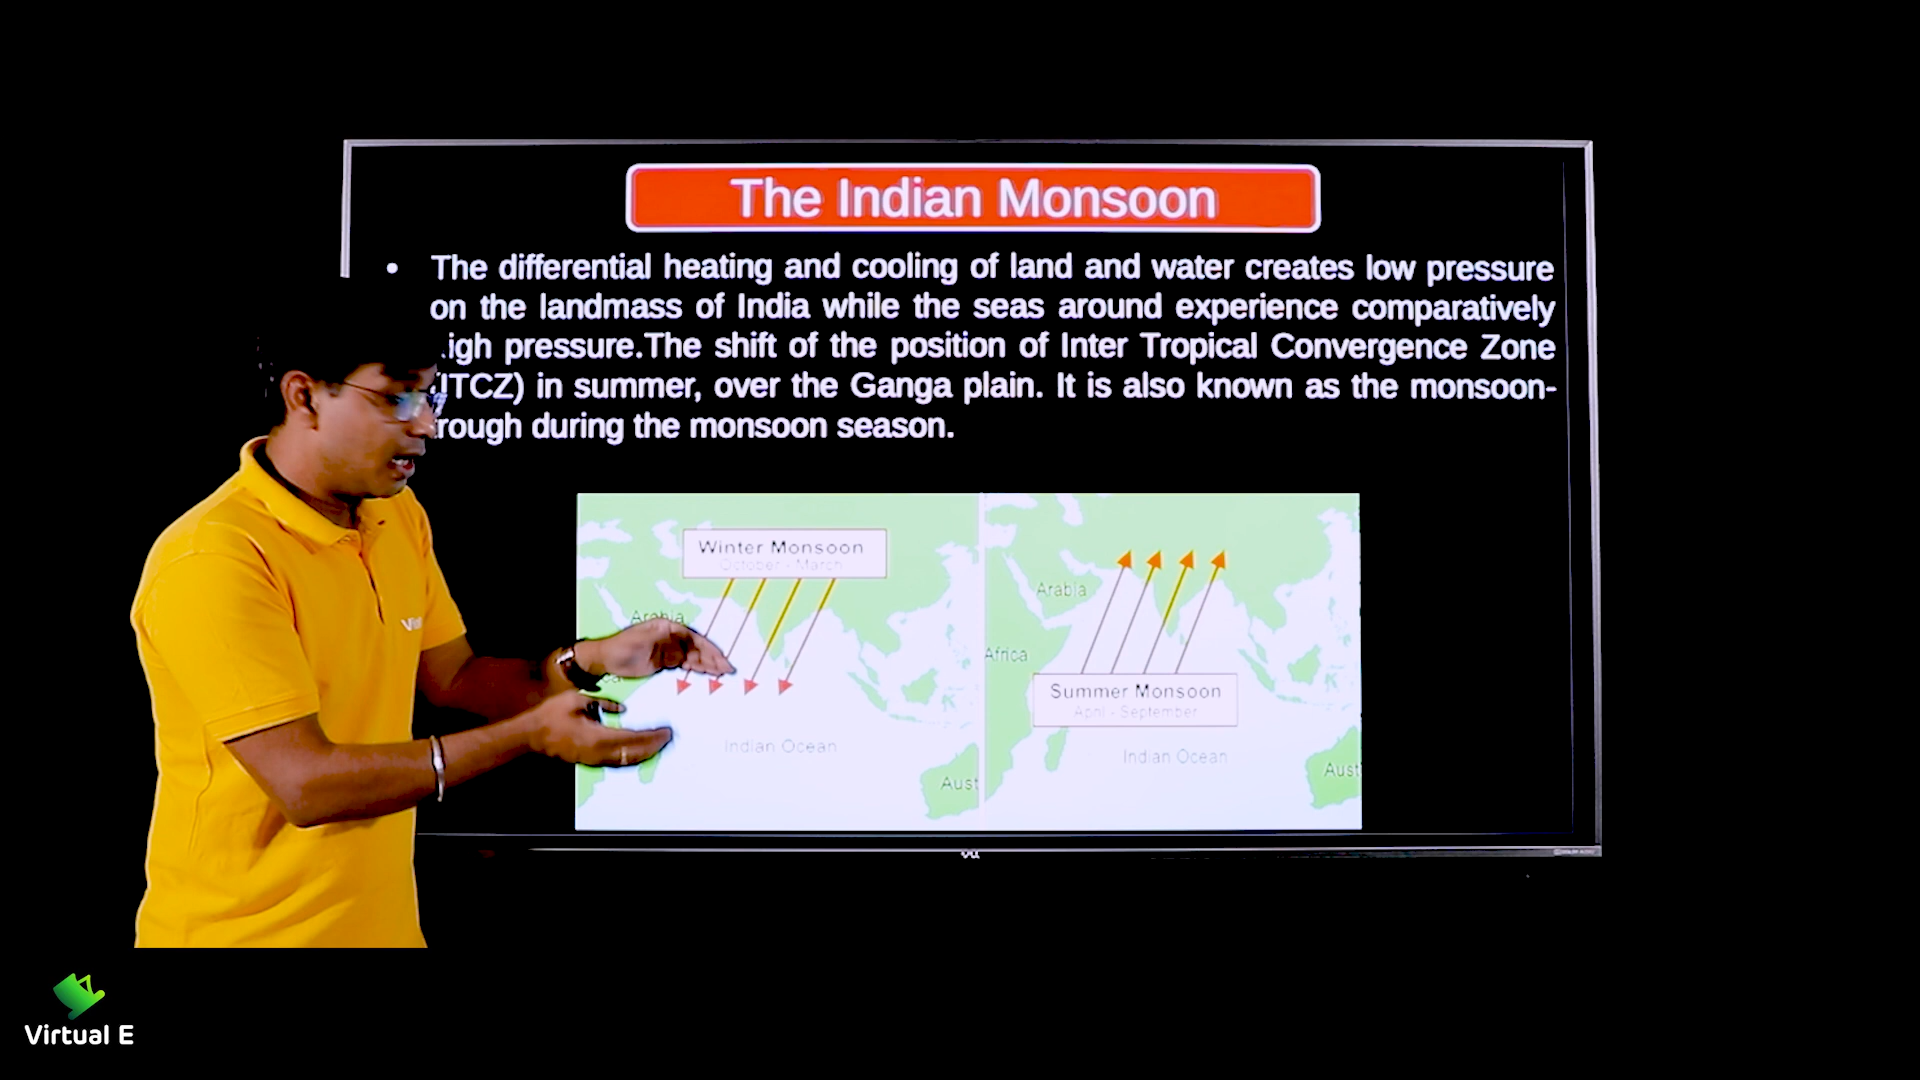 The Indian Monsoon
• The differential heating and cooling of land and water creates low pressure
on the landmass of India while the seas around experience comparatively
igh pressure.The shift of the position of Inter Tropical Convergence Zone
(ITCZ) in summer, over the Ganga plain. It is also known as the monsoon-
rough during the monsoon season.
Winter Monsoon
October - March
Arabia
Indian Ocean
Aust
Arabia
Africa
Summer Monsoon
April - September
Indian Ocean
Aust
Virtual E